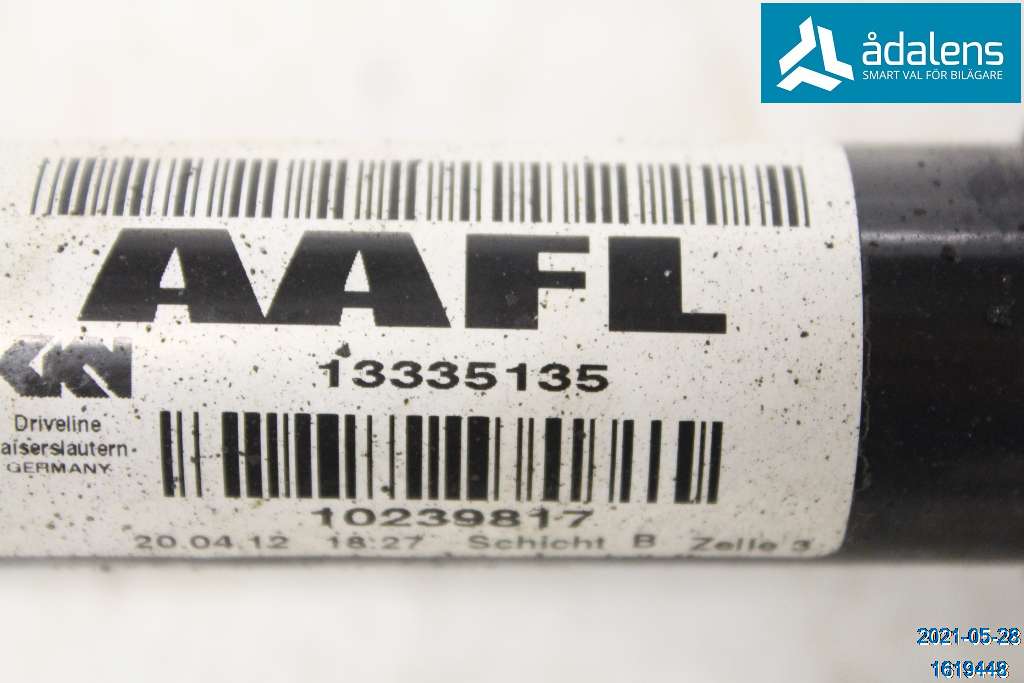 ådalens
SMART VAL FÖR BILÄGARE
AAFL
13335135
Driveline
aiserslautern-
GERMANY
10239817
20.04.12 18:27 Schicht B Zelle 3
2021-05-28
1619448